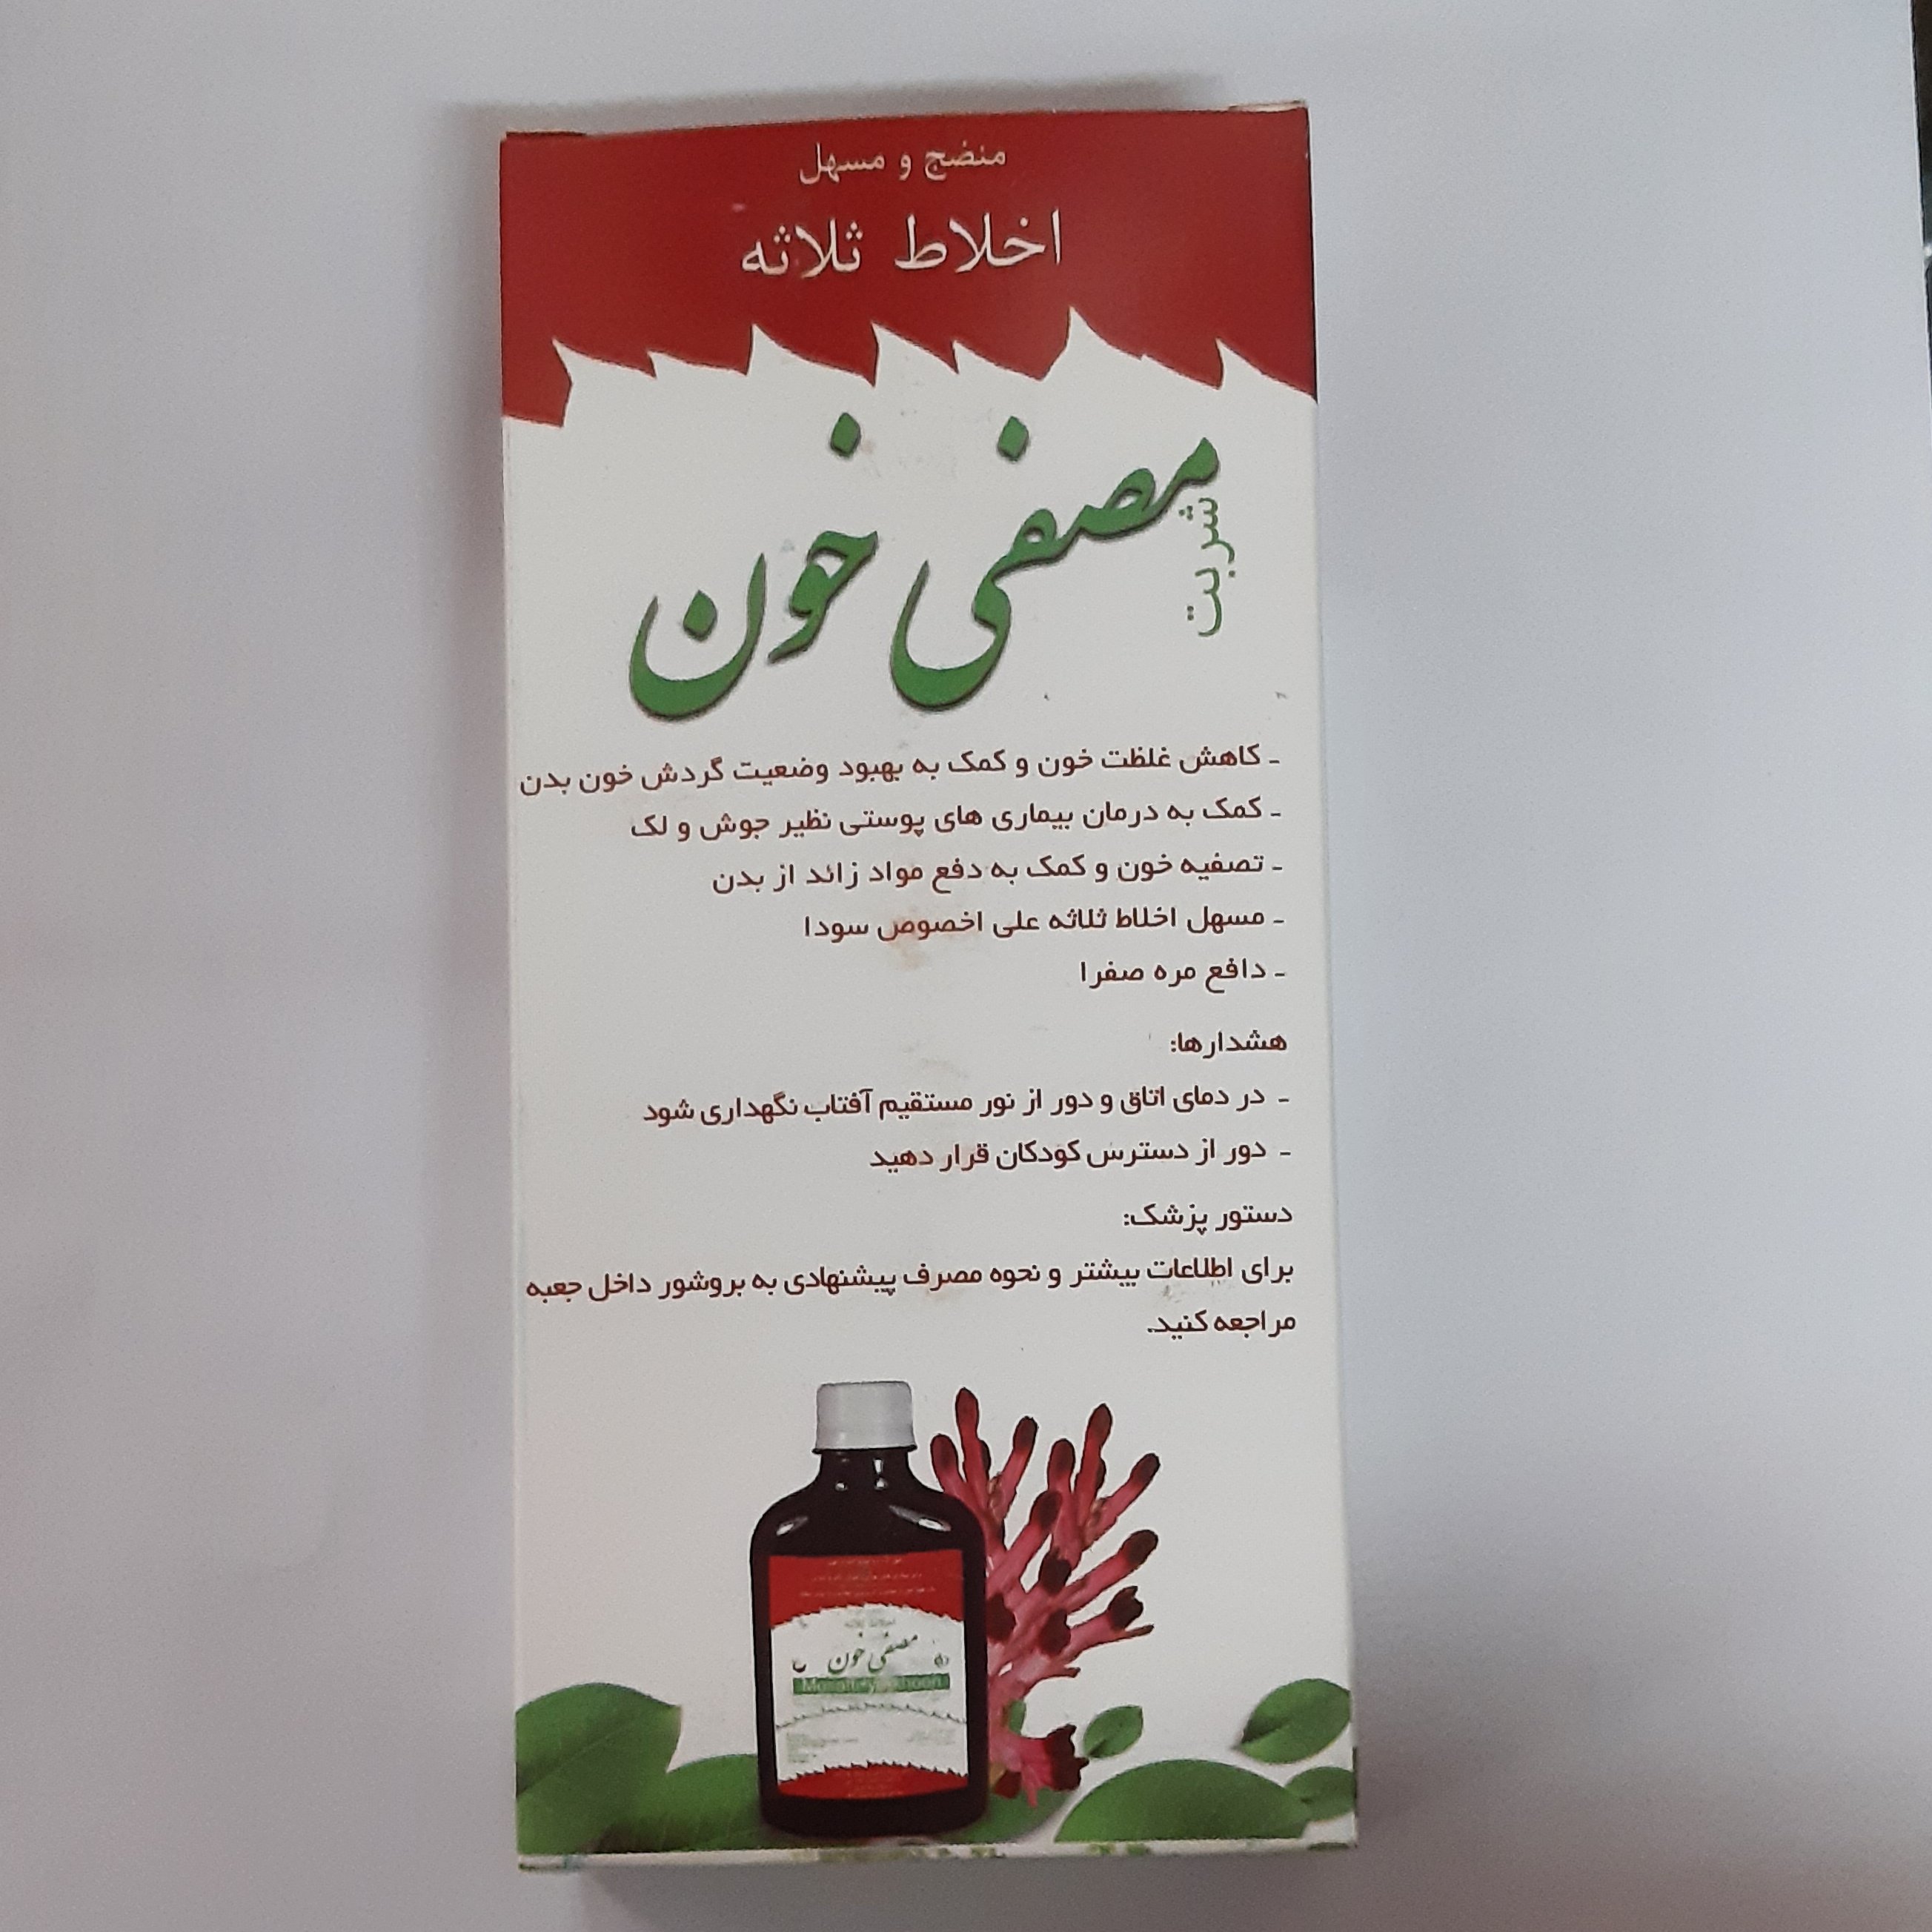 منضج و مسهل
اخلاط ثلاثه
شربت
مصفی خون
- کاهش غلظت خون و کمک به بهبود وضعیت گردش خون بدن
- کمک به درمان بیماری های پوستی نظیر جوش و لک
- تصفیه خون و کمک به دفع مواد زائد از بدن
- مسهل اخلاط ثلاثه علی اخصوص سودا
- دافع مره صفرا
هشدارها:
- در دمای اتاق و دور از نور مستقیم آفتاب نگهداری شود
- دور از دسترس کودکان قرار دهید
دستور پزشک:
برای اطلاعات بیشتر و نحوه مصرف پیشنهادی به بروشور داخل جعبه
مراجعه کنید.
مصفی خون